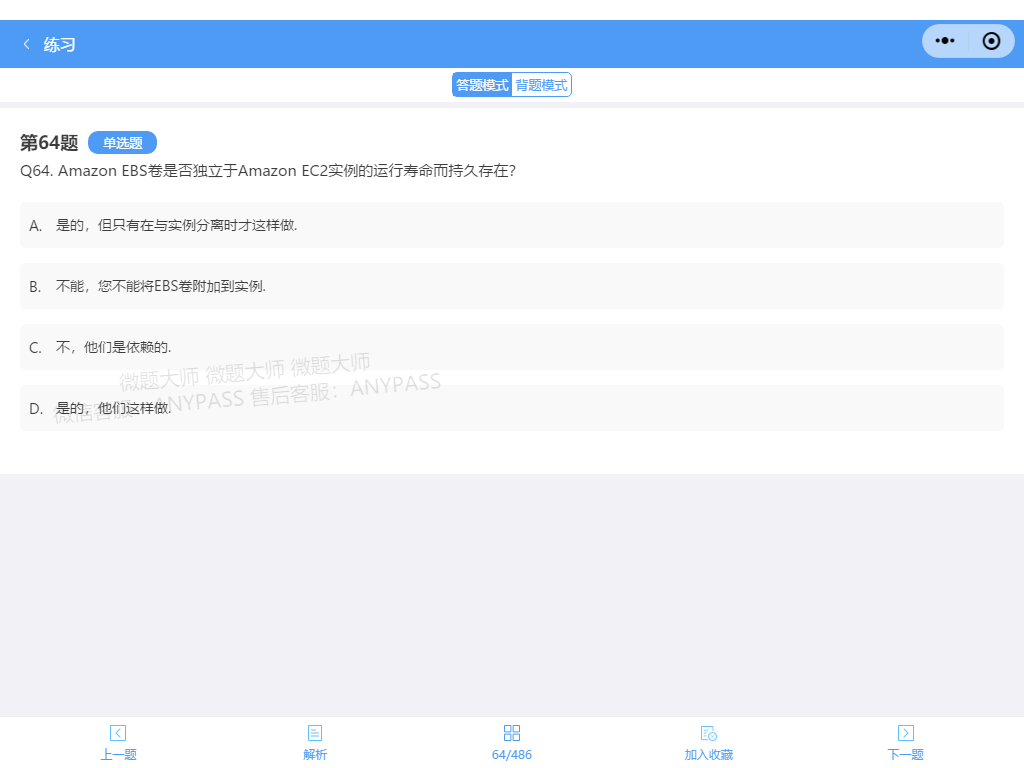 练习
答题模式 背题模式
第64题 单选题
Q64. Amazon EBS卷是否独立于Amazon EC2实例的运行寿命而持久存在?
A. 是的，但只有在与实例分离时才这样做.
B. 不能，您不能将EBS卷附加到实例.
C. 不，他们是依赖的.
微题大师 微题大师 微题大师
微信客服：ANYPASS 售后客服：ANYPASS
D. 是的，他们这样做.
上一题 解析 64/486 加入收藏 下一题